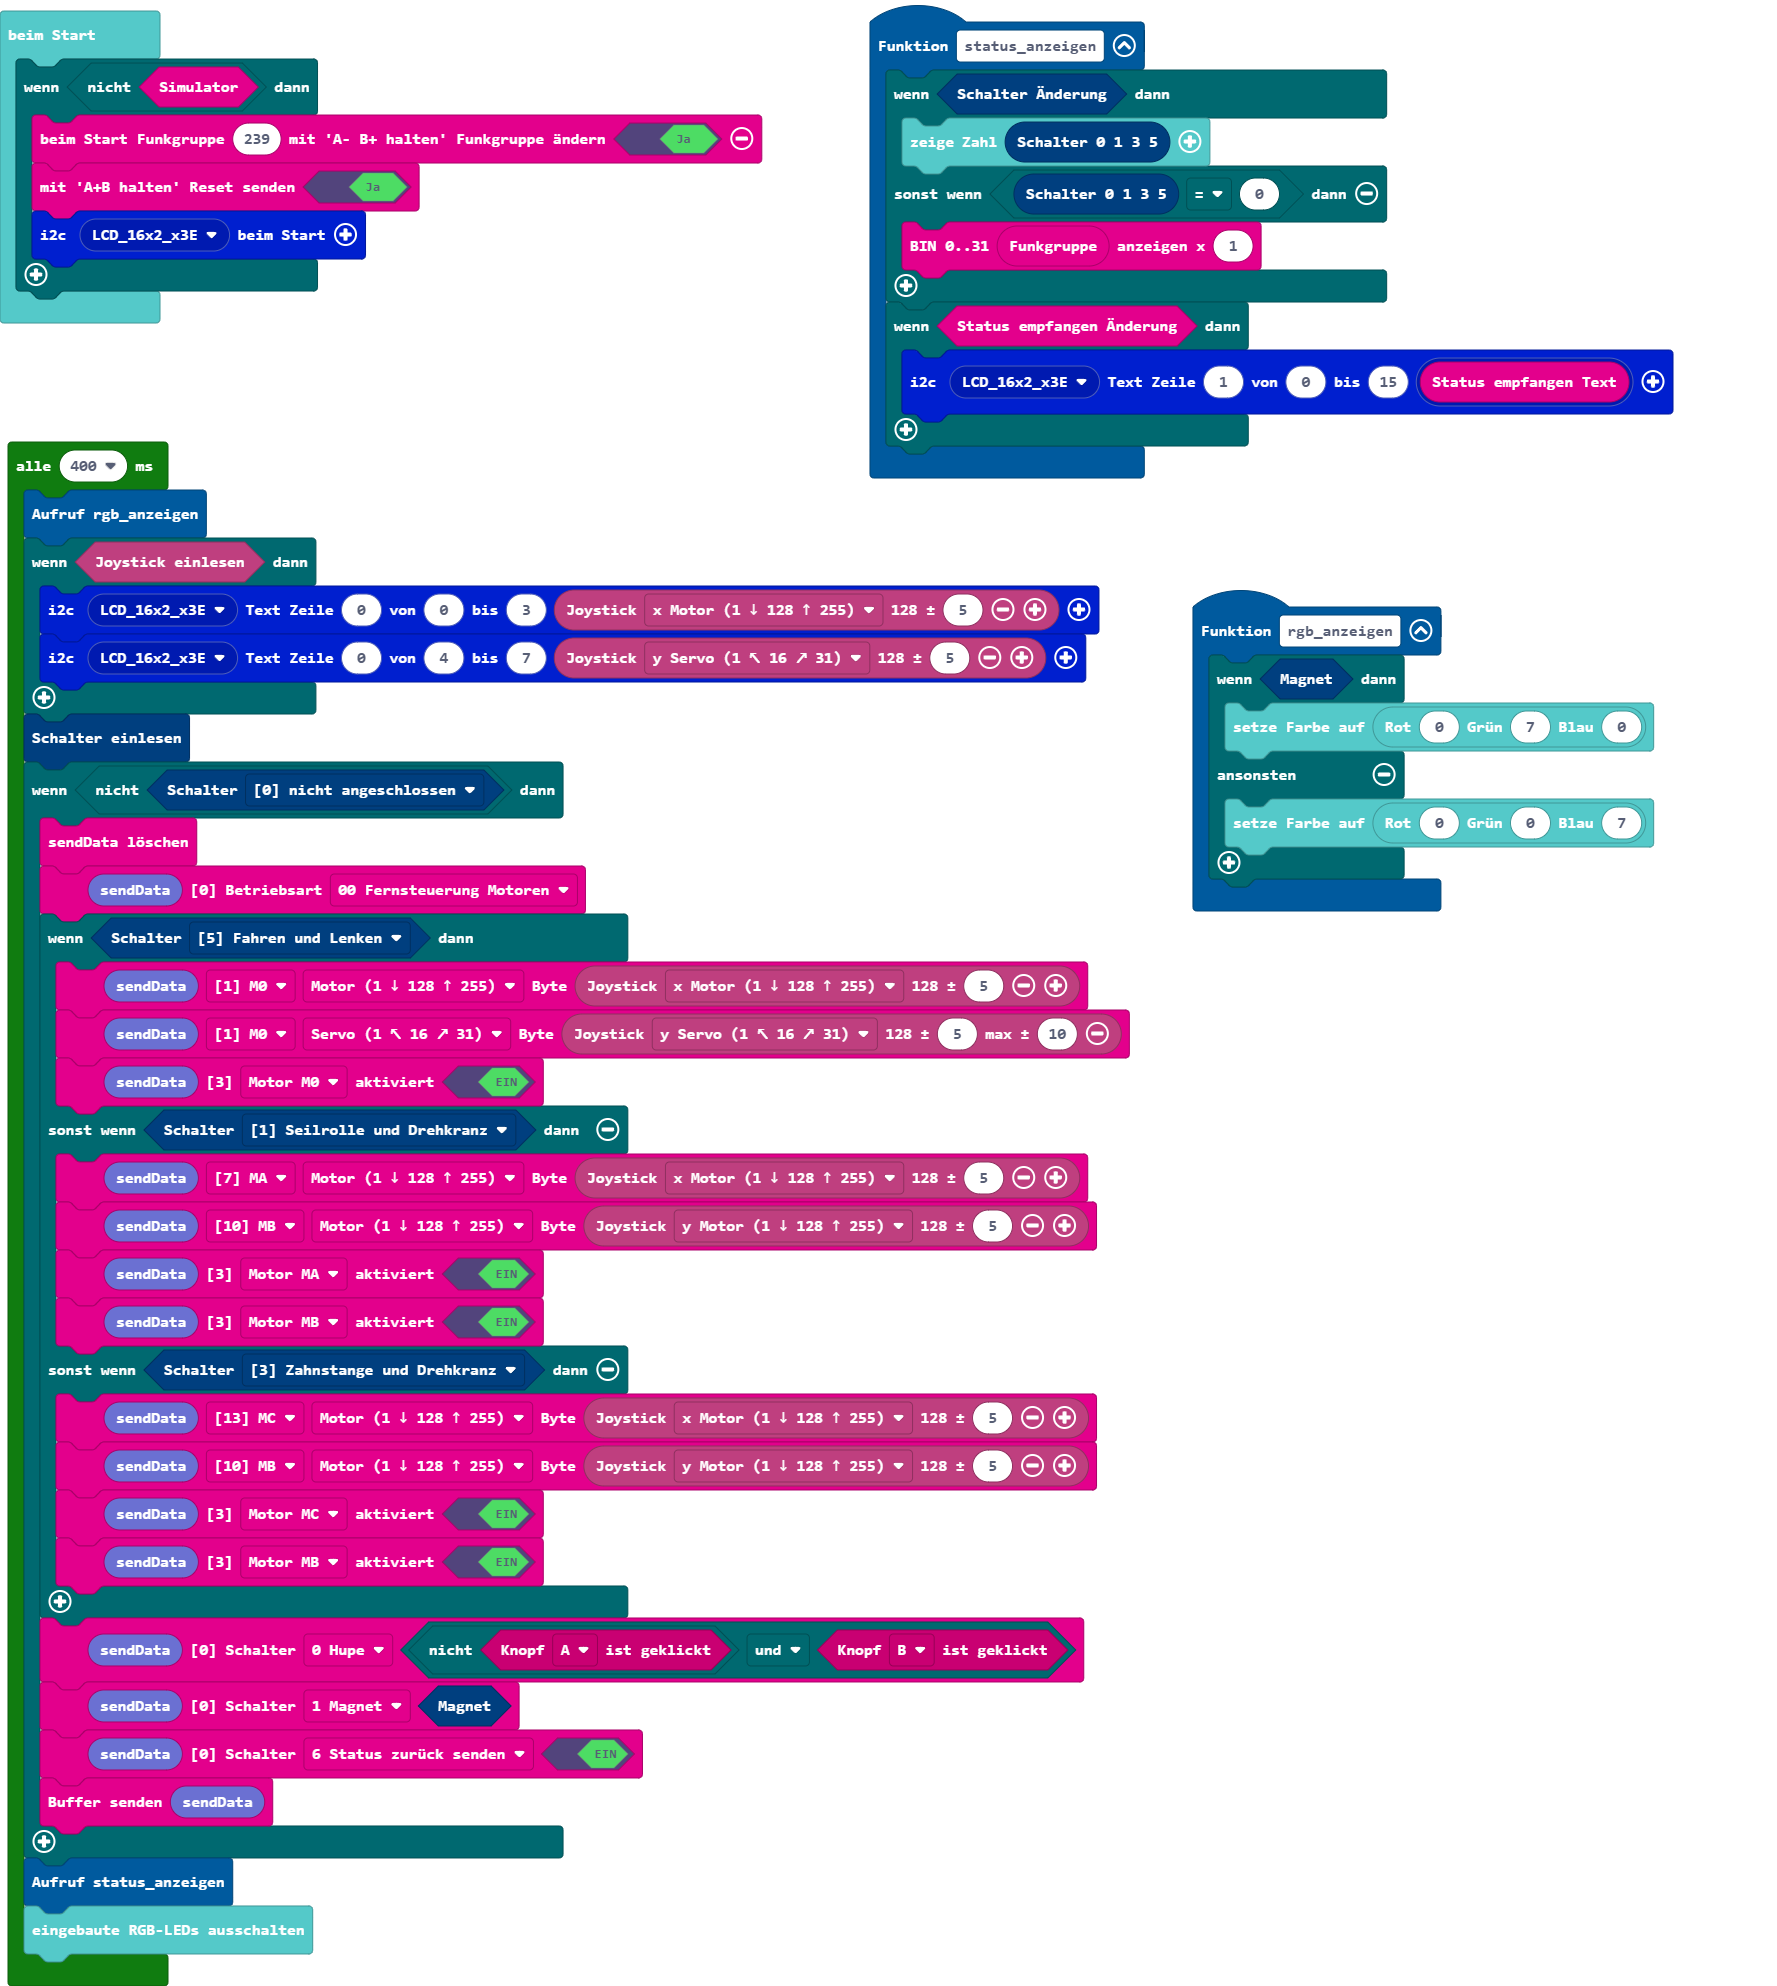 beim Start
wenn nicht Simulator dann
beim Start Funkgruppe 239 mit 'A- B+ halten' Funkgruppe ändern Ja
mit 'A+B halten' Reset senden Ja
i2c LCD_16x2_x3E beim Start
Funktion status_anzeigen
wenn Schalter Änderung dann
zeige Zahl Schalter 0 1 3 5
sonst wenn Schalter 0 1 3 5 = 0 dann
BIN 0..31 Funkgruppe anzeigen x 1
wenn Status empfangen Änderung dann
i2c LCD_16x2_x3E Text Zeile 1 von 0 bis 15 Status empfangen Text
alle 400 ms
Aufruf rgb_anzeigen
wenn Joystick einlesen dann
i2c LCD_16x2_x3E Text Zeile 0 von 0 bis 3 Joystick x Motor (1 ↓ 128 ↑ 255) 128 ± 5
i2c LCD_16x2_x3E Text Zeile 0 von 4 bis 7 Joystick y Servo (1 ↖ 16 ↗ 31) 128 ± 5
Schalter einlesen
wenn nicht Schalter [0] nicht angeschlossen dann
sendData löschen
sendData [0] Betriebsart 00 Fernsteuerung Motoren
wenn Schalter [5] Fahren und Lenken dann
sendData [1] M0 Motor (1 ↓ 128 ↑ 255) Byte Joystick x Motor (1 ↓ 128 ↑ 255) 128 ± 5
sendData [1] M0 Servo (1 ↖ 16 ↗ 31) Byte Joystick y Servo (1 ↖ 16 ↗ 31) 128 ± 5 max ± 10
sendData [3] Motor M0 aktiviert EIN
sonst wenn Schalter [1] Seilrolle und Drehkranz dann
sendData [7] MA Motor (1 ↓ 128 ↑ 255) Byte Joystick x Motor (1 ↓ 128 ↑ 255) 128 ± 5
sendData [10] MB Motor (1 ↓ 128 ↑ 255) Byte Joystick y Motor (1 ↓ 128 ↑ 255) 128 ± 5
sendData [3] Motor MA aktiviert EIN
sendData [3] Motor MB aktiviert EIN
sonst wenn Schalter [3] Zahnstange und Drehkranz dann
sendData [13] MC Motor (1 ↓ 128 ↑ 255) Byte Joystick x Motor (1 ↓ 128 ↑ 255) 128 ± 5
sendData [10] MB Motor (1 ↓ 128 ↑ 255) Byte Joystick y Motor (1 ↓ 128 ↑ 255) 128 ± 5
sendData [3] Motor MC aktiviert EIN
sendData [3] Motor MB aktiviert EIN
sendData [0] Schalter 0 Hupe nicht Knopf A ist geklickt und Knopf B ist geklickt
sendData [0] Schalter 1 Magnet Magnet
sendData [0] Schalter 6 Status zurück senden EIN
Buffer senden sendData
Aufruf status_anzeigen
eingebaute RGB-LEDs ausschalten
Funktion rgb_anzeigen
wenn Magnet dann
setze Farbe auf Rot 0 Grün 7 Blau 0
ansonsten
setze Farbe auf Rot 0 Grün 0 Blau 7